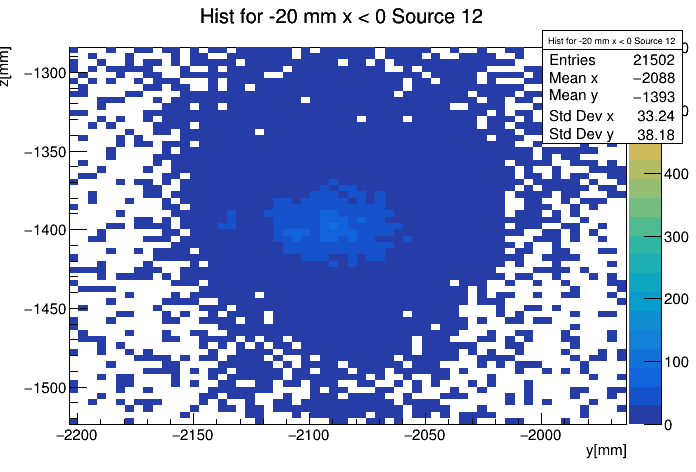 Hist for -20 mm x < 0 Source 12
z[mm]
Hist for -20 mm x < 0 Source 12
Entries 21502
Mean x −2088
Mean y −1393
Std Dev x 33.24
Std Dev y 38.18
−1300
−1350
−1400
−1450
−1500
−2200
−2150
−2100
−2050
−2000
y[mm]
400
300
200
100
0